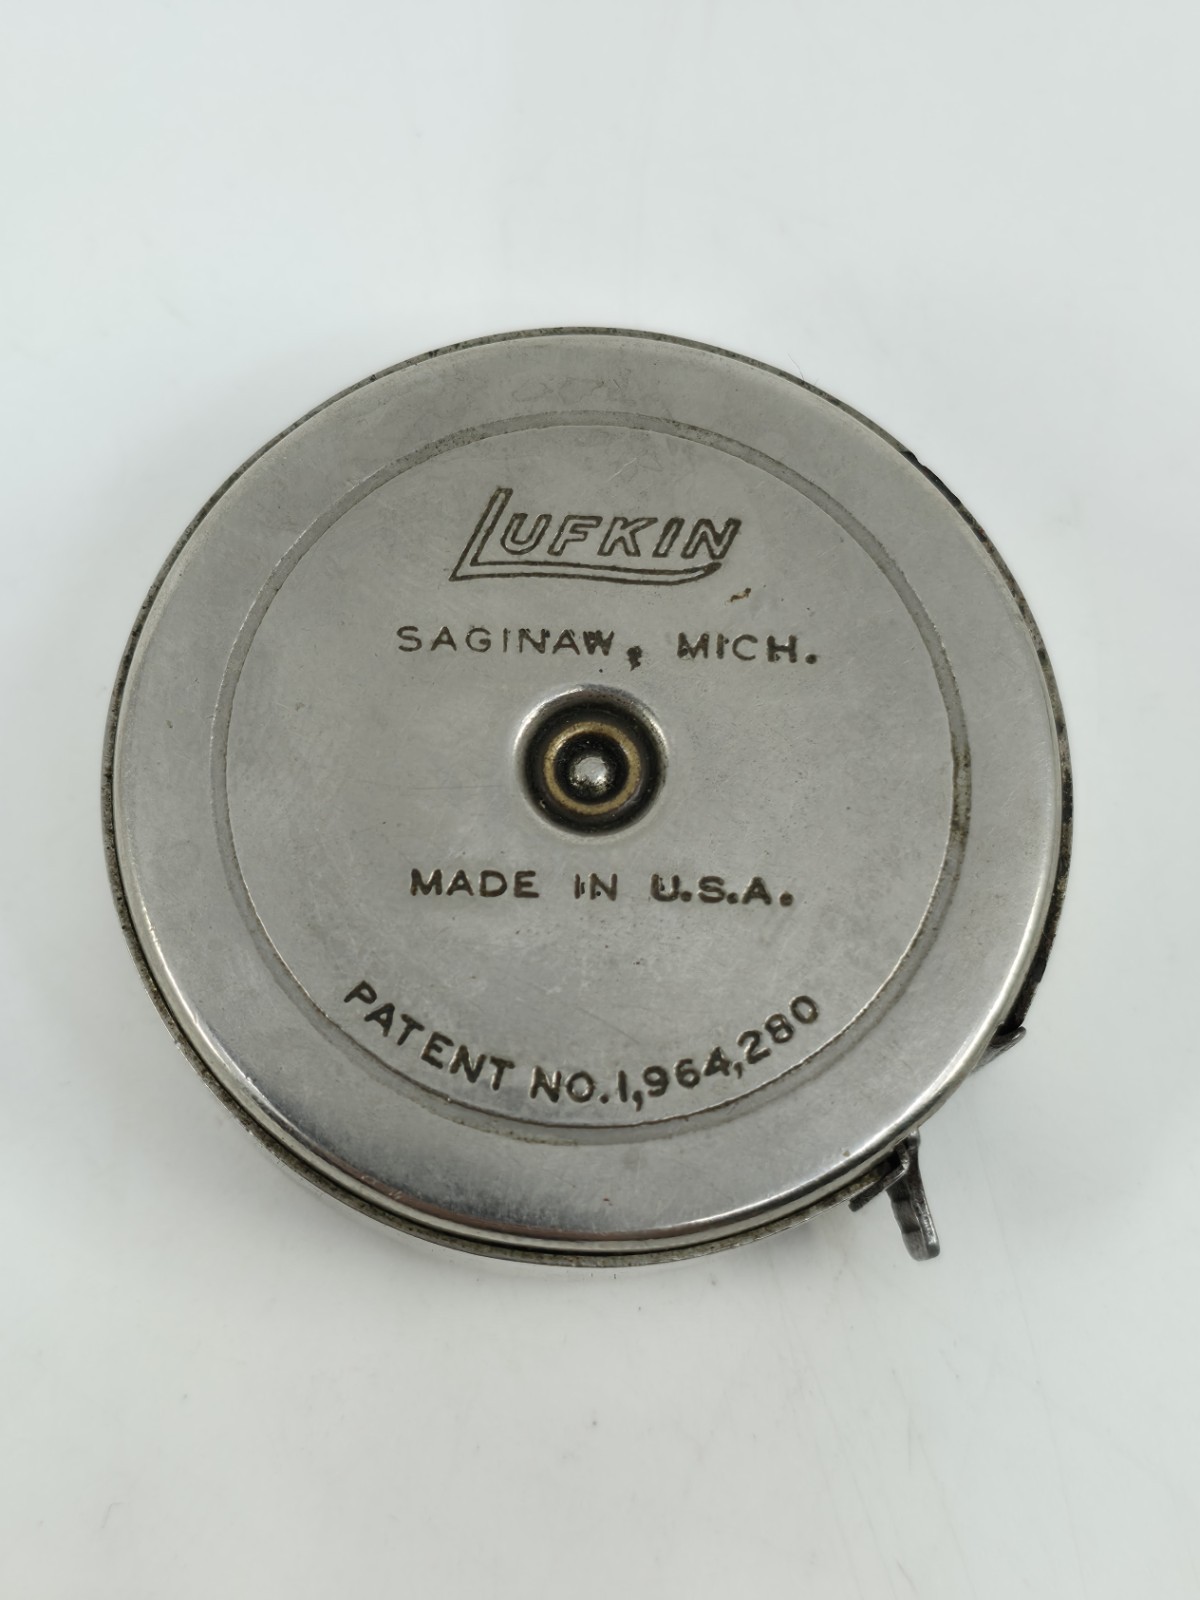 LUFKIN
SAGINAW, MICH.
MADE IN U.S.A.
PATENT NO. 1,964,280